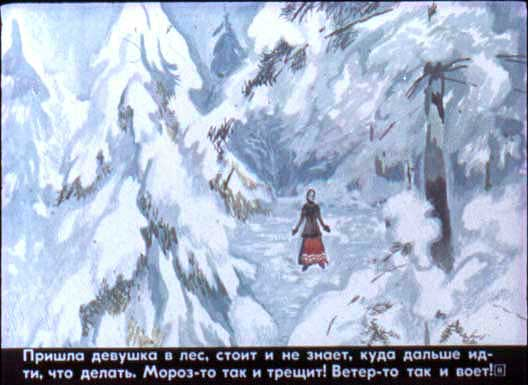 Пришла девушка в лес, стоит и не знает, куда дальше ид-
ти, что делать. Мороз-то так и трещит! Ветер-то так и воет!